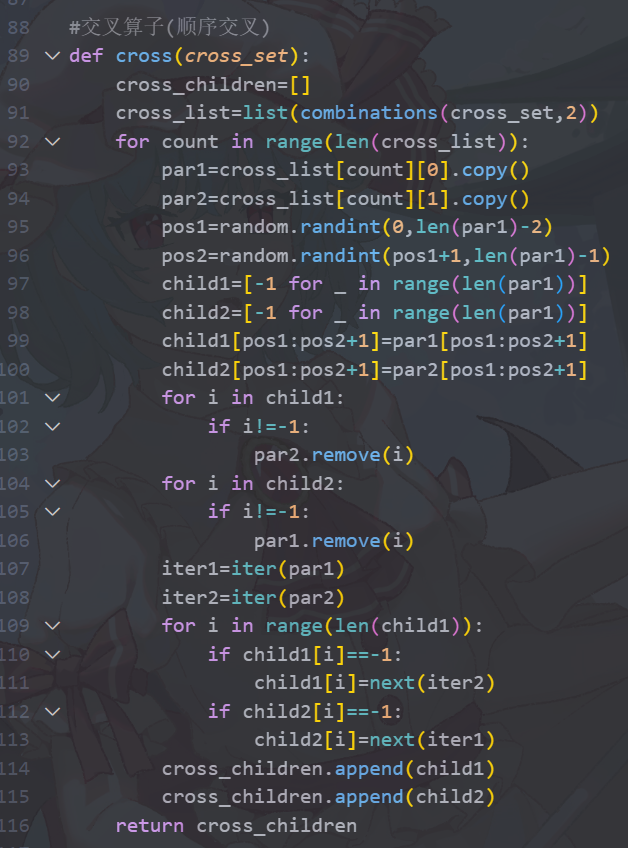 88 #交叉算子(顺序交叉)
89 def cross(cross_set):
90     cross_children=[]
91     cross_list=list(combinations(cross_set,2))
92     for count in range(len(cross_list)):
93         par1=cross_list[count][0].copy()
94         par2=cross_list[count][1].copy()
95         pos1=random.randint(0,len(par1)-2)
96         pos2=random.randint(pos1+1,len(par1)-1)
97         child1=[-1 for _ in range(len(par1))]
98         child2=[-1 for _ in range(len(par1))]
99         child1[pos1:pos2+1]=par1[pos1:pos2+1]
100         child2[pos1:pos2+1]=par2[pos1:pos2+1]
101         for i in child1:
102             if i!=-1:
103                 par2.remove(i)
104         for i in child2:
105             if i!=-1:
106                 par1.remove(i)
107         iter1=iter(par1)
108         iter2=iter(par2)
109         for i in range(len(child1)):
110             if child1[i]==-1:
111                 child1[i]=next(iter2)
112             if child2[i]==-1:
113                 child2[i]=next(iter1)
114         cross_children.append(child1)
115         cross_children.append(child2)
116     return cross_children